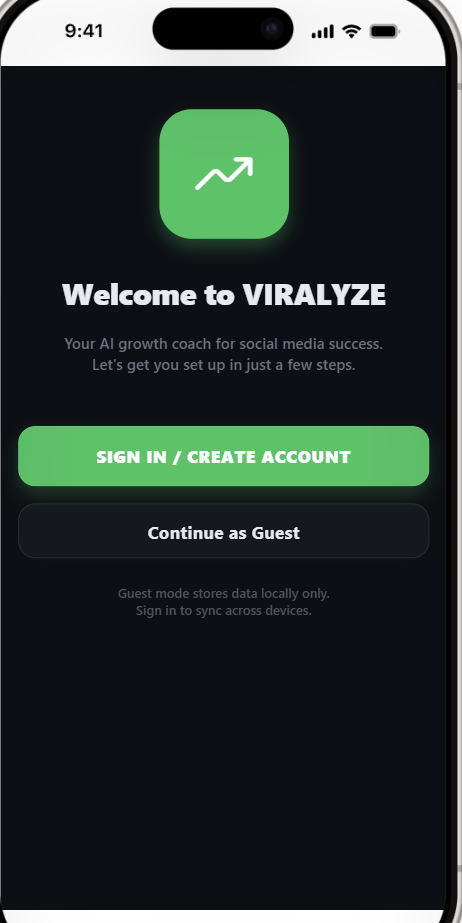 9:41
Welcome to VIRALYZE
Your AI growth coach for social media success.
Let's get you set up in just a few steps.
SIGN IN / CREATE ACCOUNT
Continue as Guest
Guest mode stores data locally only.
Sign in to sync across devices.